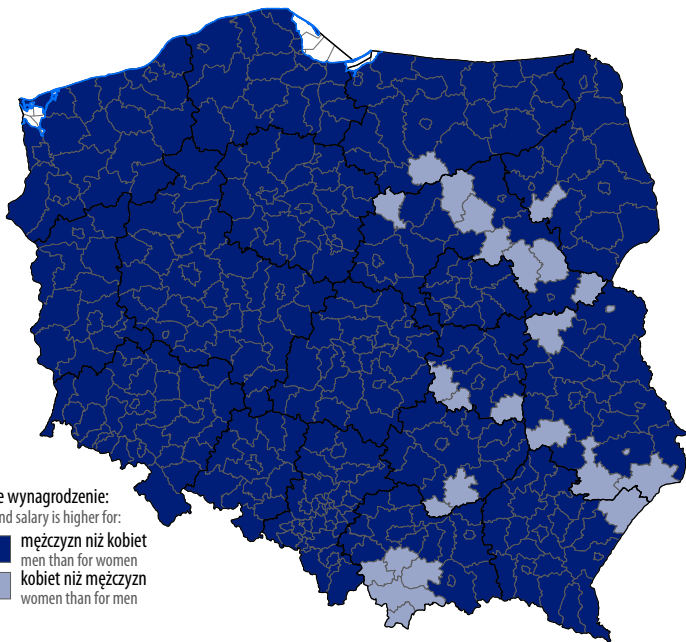 e wynagrodzenie:
nd salary is higher for:
mężczyzn niż kobiet
men than for women
kobiet niż mężczyzn
women than for men